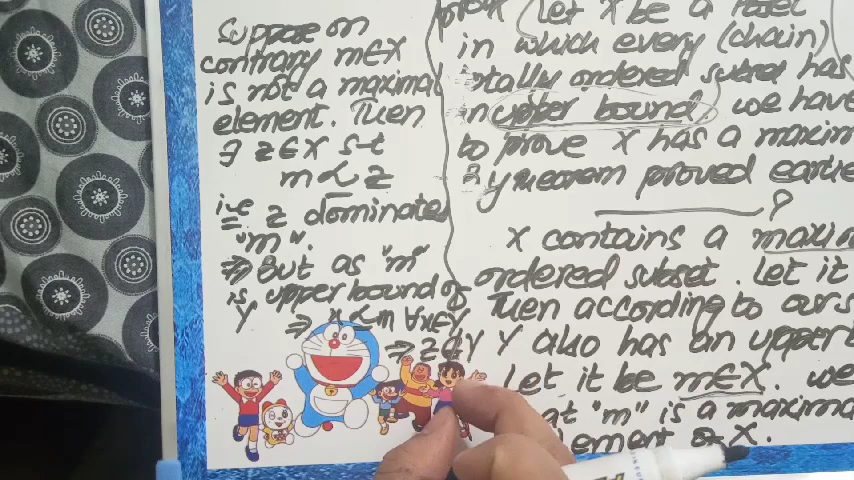 Suppose on
contrary m∈X
is not a maximal
element. Then
∃ z∈X s-t
m ≺ z
i.e z dominates
"m".
⇒ But as "m"
is upper bound of
Y ⇒ x≺m ∀x∈Y
⇒ z∉Y
proof (Let X be a Poset
in which every (chain)
totally ordered subset has
an upper bound, we have
to prove X has a maxim
By theorem proved earlie
?
X contains a maxim
ordered subset. Let it
Then according to our s
Y also has an upper b
Let it be m∈X. we
at "m" is a maxima
element of X.